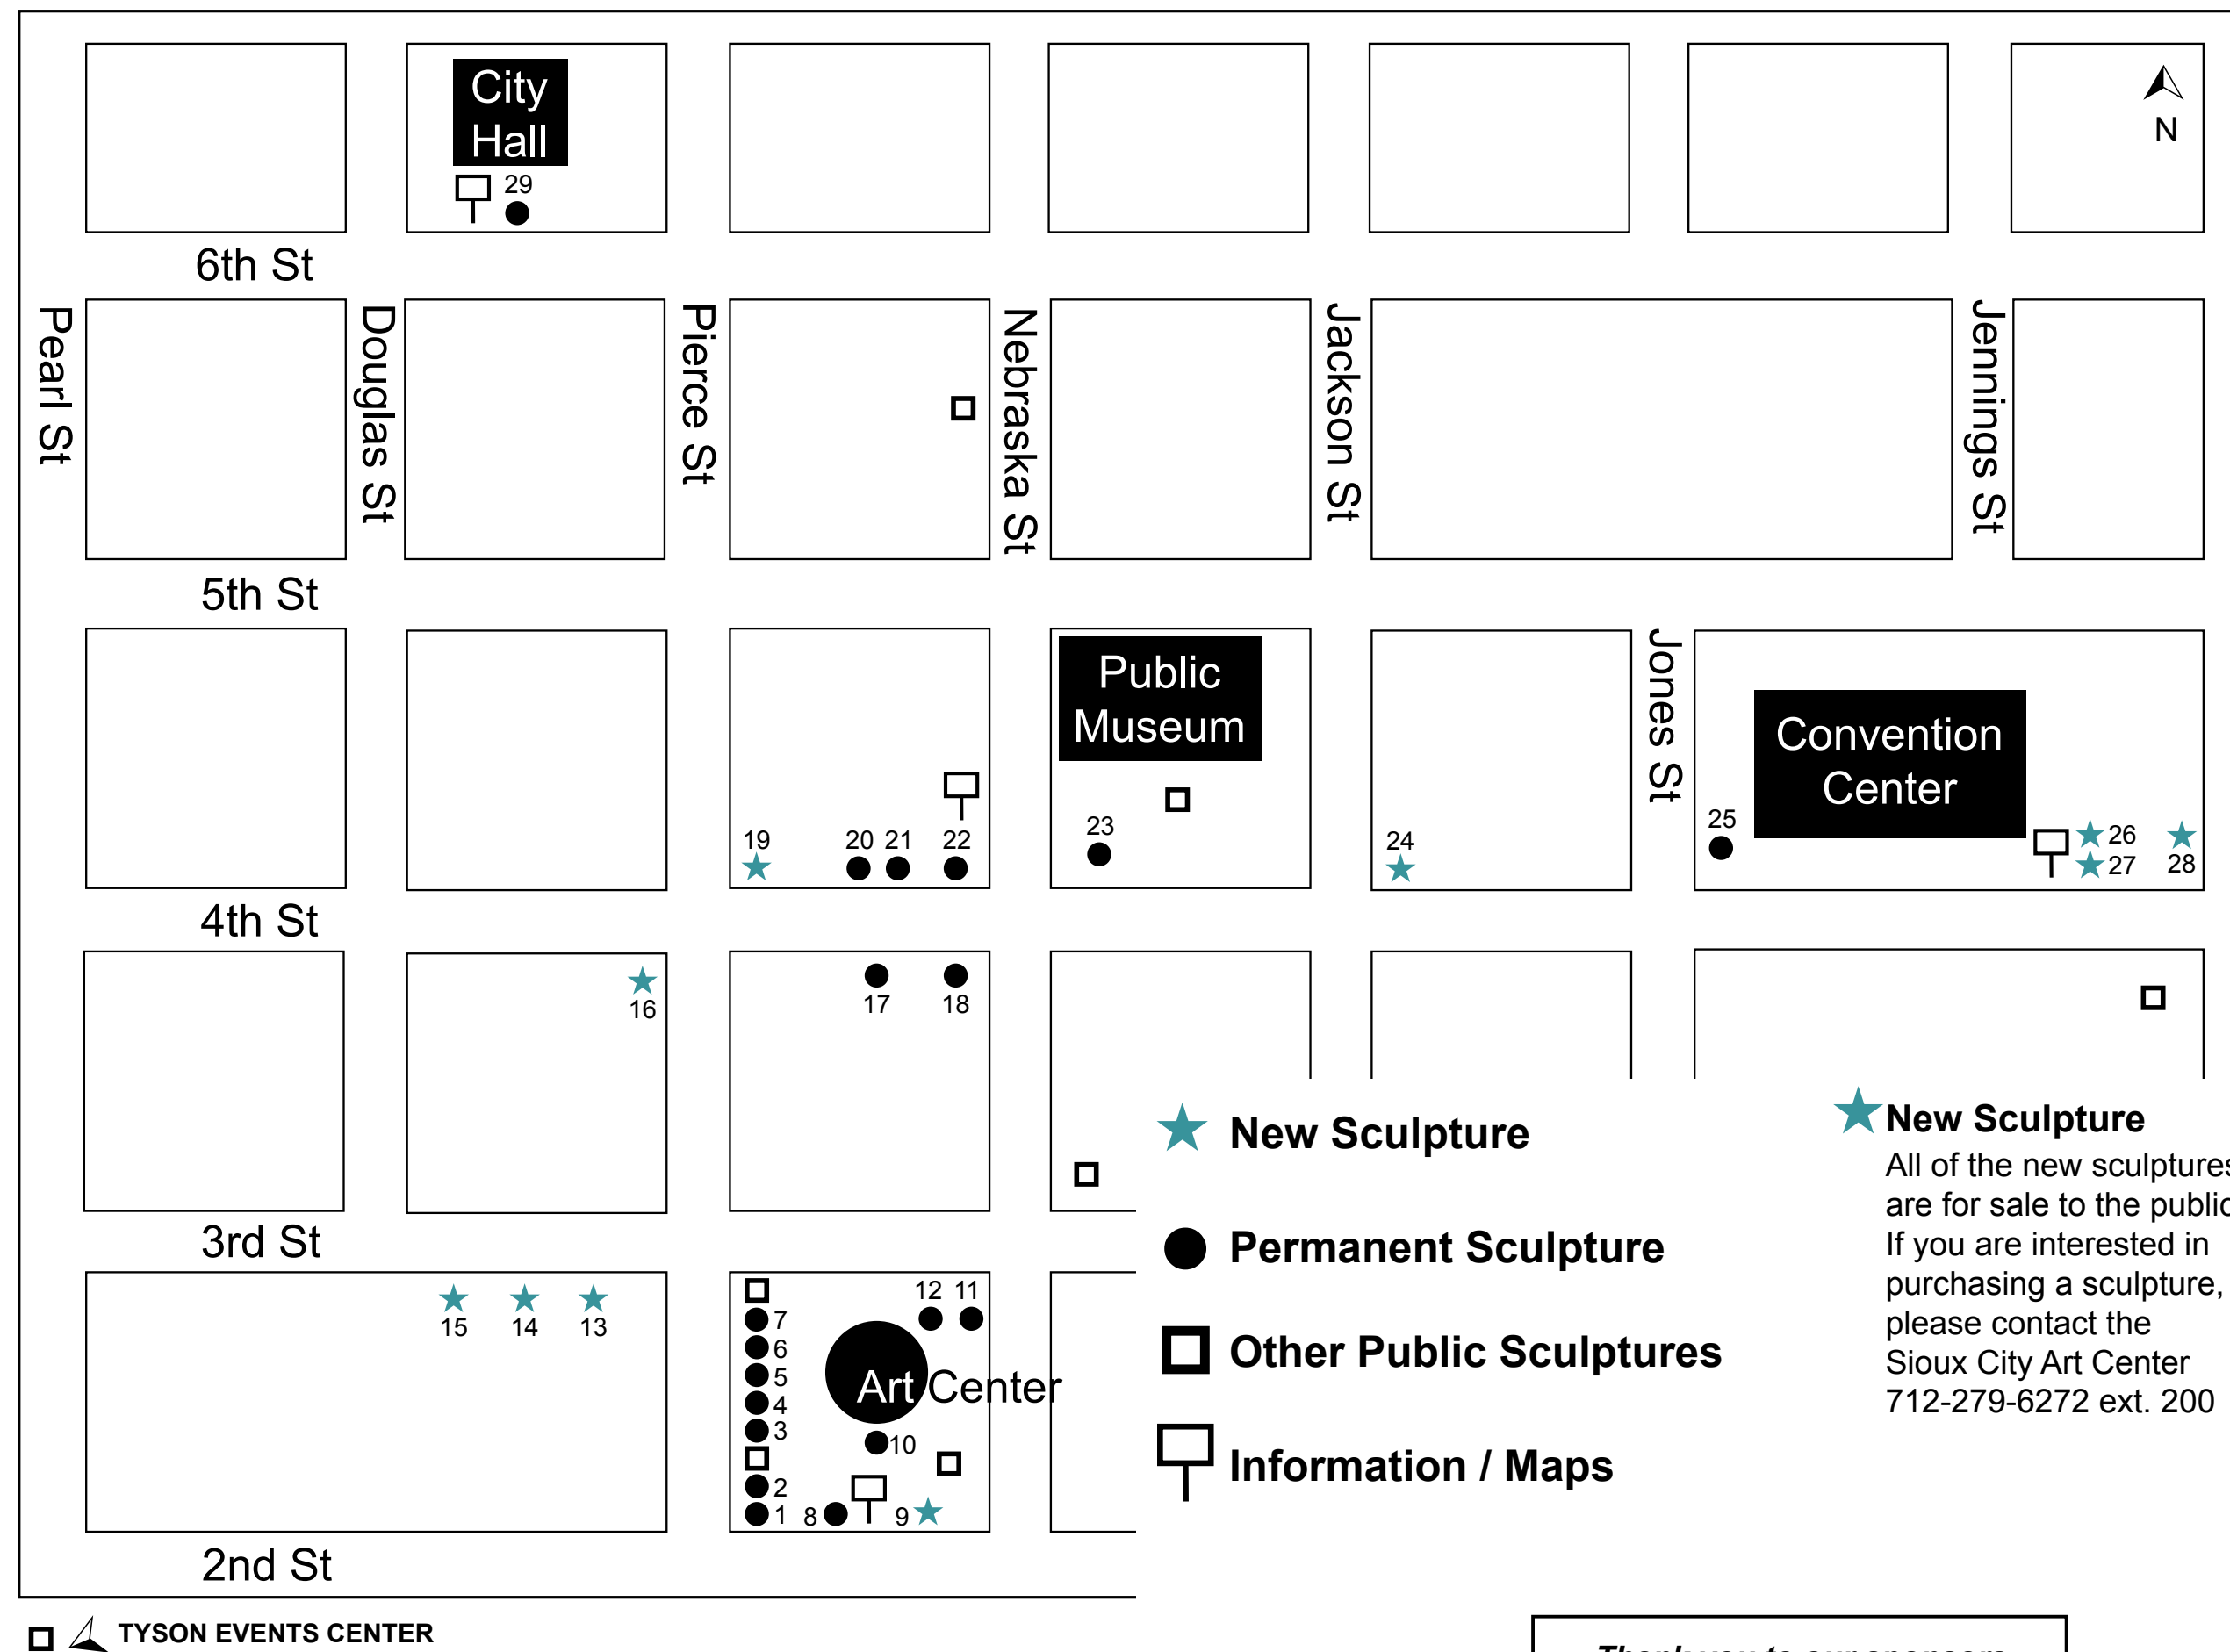 City
Hall
N
29
6th St
Pearl St
Douglas St
Pierce St
Nebraska St
Jackson St
Jennings St
5th St
Public
Museum
Jones St
Convention
Center
19
20
21
22
23
24
25
26
27
28
4th St
16
17
18
3rd St
15
14
13
12
11
7
6
5
4
3
2
1
Art Center
10
8
9
2nd St
TYSON EVENTS CENTER
New Sculpture
Permanent Sculpture
Other Public Sculptures
Information / Maps
New Sculpture
All of the new sculptures
are for sale to the public
If you are interested in
purchasing a sculpture,
please contact the
Sioux City Art Center
712-279-6272 ext. 200
Thank you to our sponsors